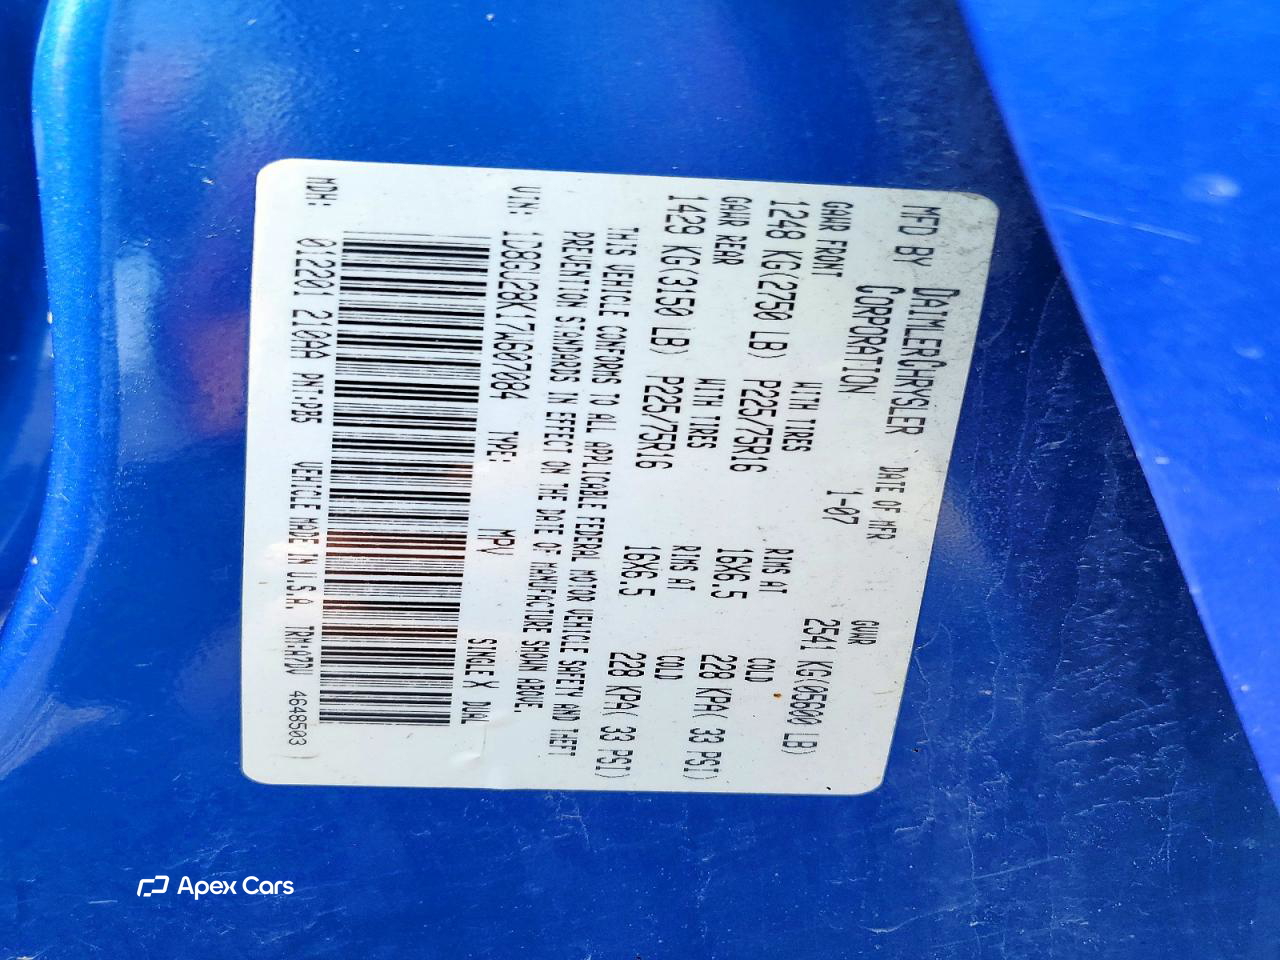 MFD BY DAIMLERCHRYSLER CORPORATION
DATE OF MFR 1-07
GVWR 2541 KG(05600 LB)
GAWR FRONT 1248 KG(2750 LB)
WITH TIRES P225/75R16
RIMS AT 16X6.5
COLD 228 KPA( 33 PSI)
GAWR REAR 1429 KG(3150 LB)
WITH TIRES P225/75R16
RIMS AT 16X6.5
COLD 228 KPA( 33 PSI)
THIS VEHICLE CONFORMS TO ALL APPLICABLE FEDERAL MOTOR VEHICLE SAFETY AND THEFT
PREVENTION STANDARDS IN EFFECT ON THE DATE OF MANUFACTURE SHOWN ABOVE.
VIN: 1D8GU28K17W607084 TYPE: MPV SINGLE X DUAL
MDH: 012201 210AA PNT:PB5 VEHICLE MADE IN U.S.A. 4648503
Apex Cars